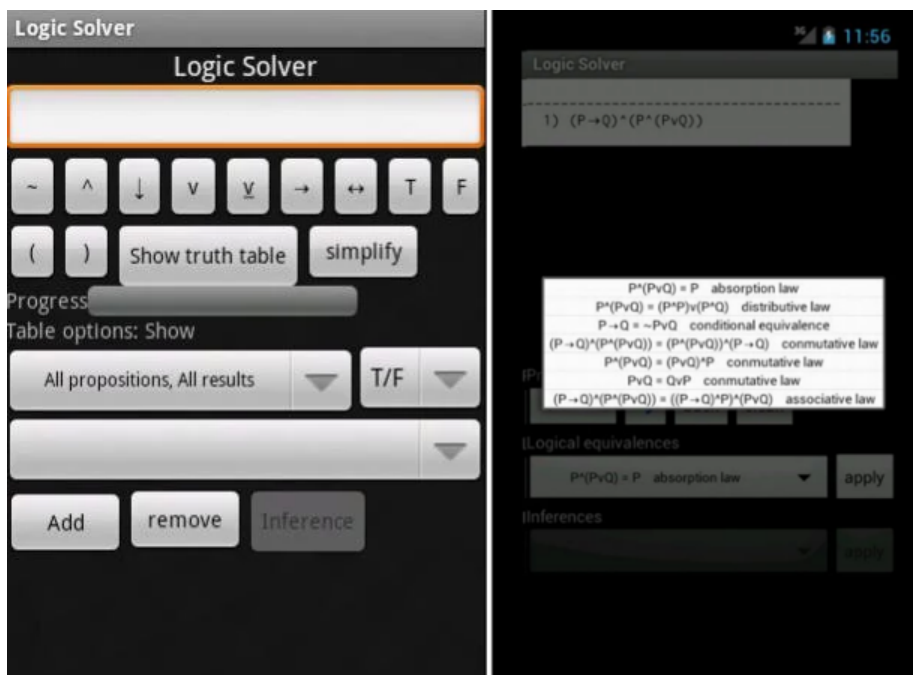 Logic Solver
Logic Solver
~ ^ ↓ v v̲ → ↔ T F
( ) Show truth table simplify
Progress
Table options: Show
All propositions, All results T/F
Add remove Inference
3G 11:56
Logic Solver
1) (P→Q)^(P^(PvQ))
P^(PvQ) = P absorption law
P^(PvQ) = (P^P)v(P^Q) distributive law
P→Q = ~PvQ conditional equivalence
(P→Q)^(P^(PvQ)) = (P^(PvQ))^(P→Q) conmutative law
P^(PvQ) = (PvQ)^P conmutative law
PvQ = QvP conmutative law
(P→Q)^(P^(PvQ)) = ((P→Q)^P)^(PvQ) associative law
Logical equivalences
P^(PvQ) = P absorption law apply
Inferences
apply